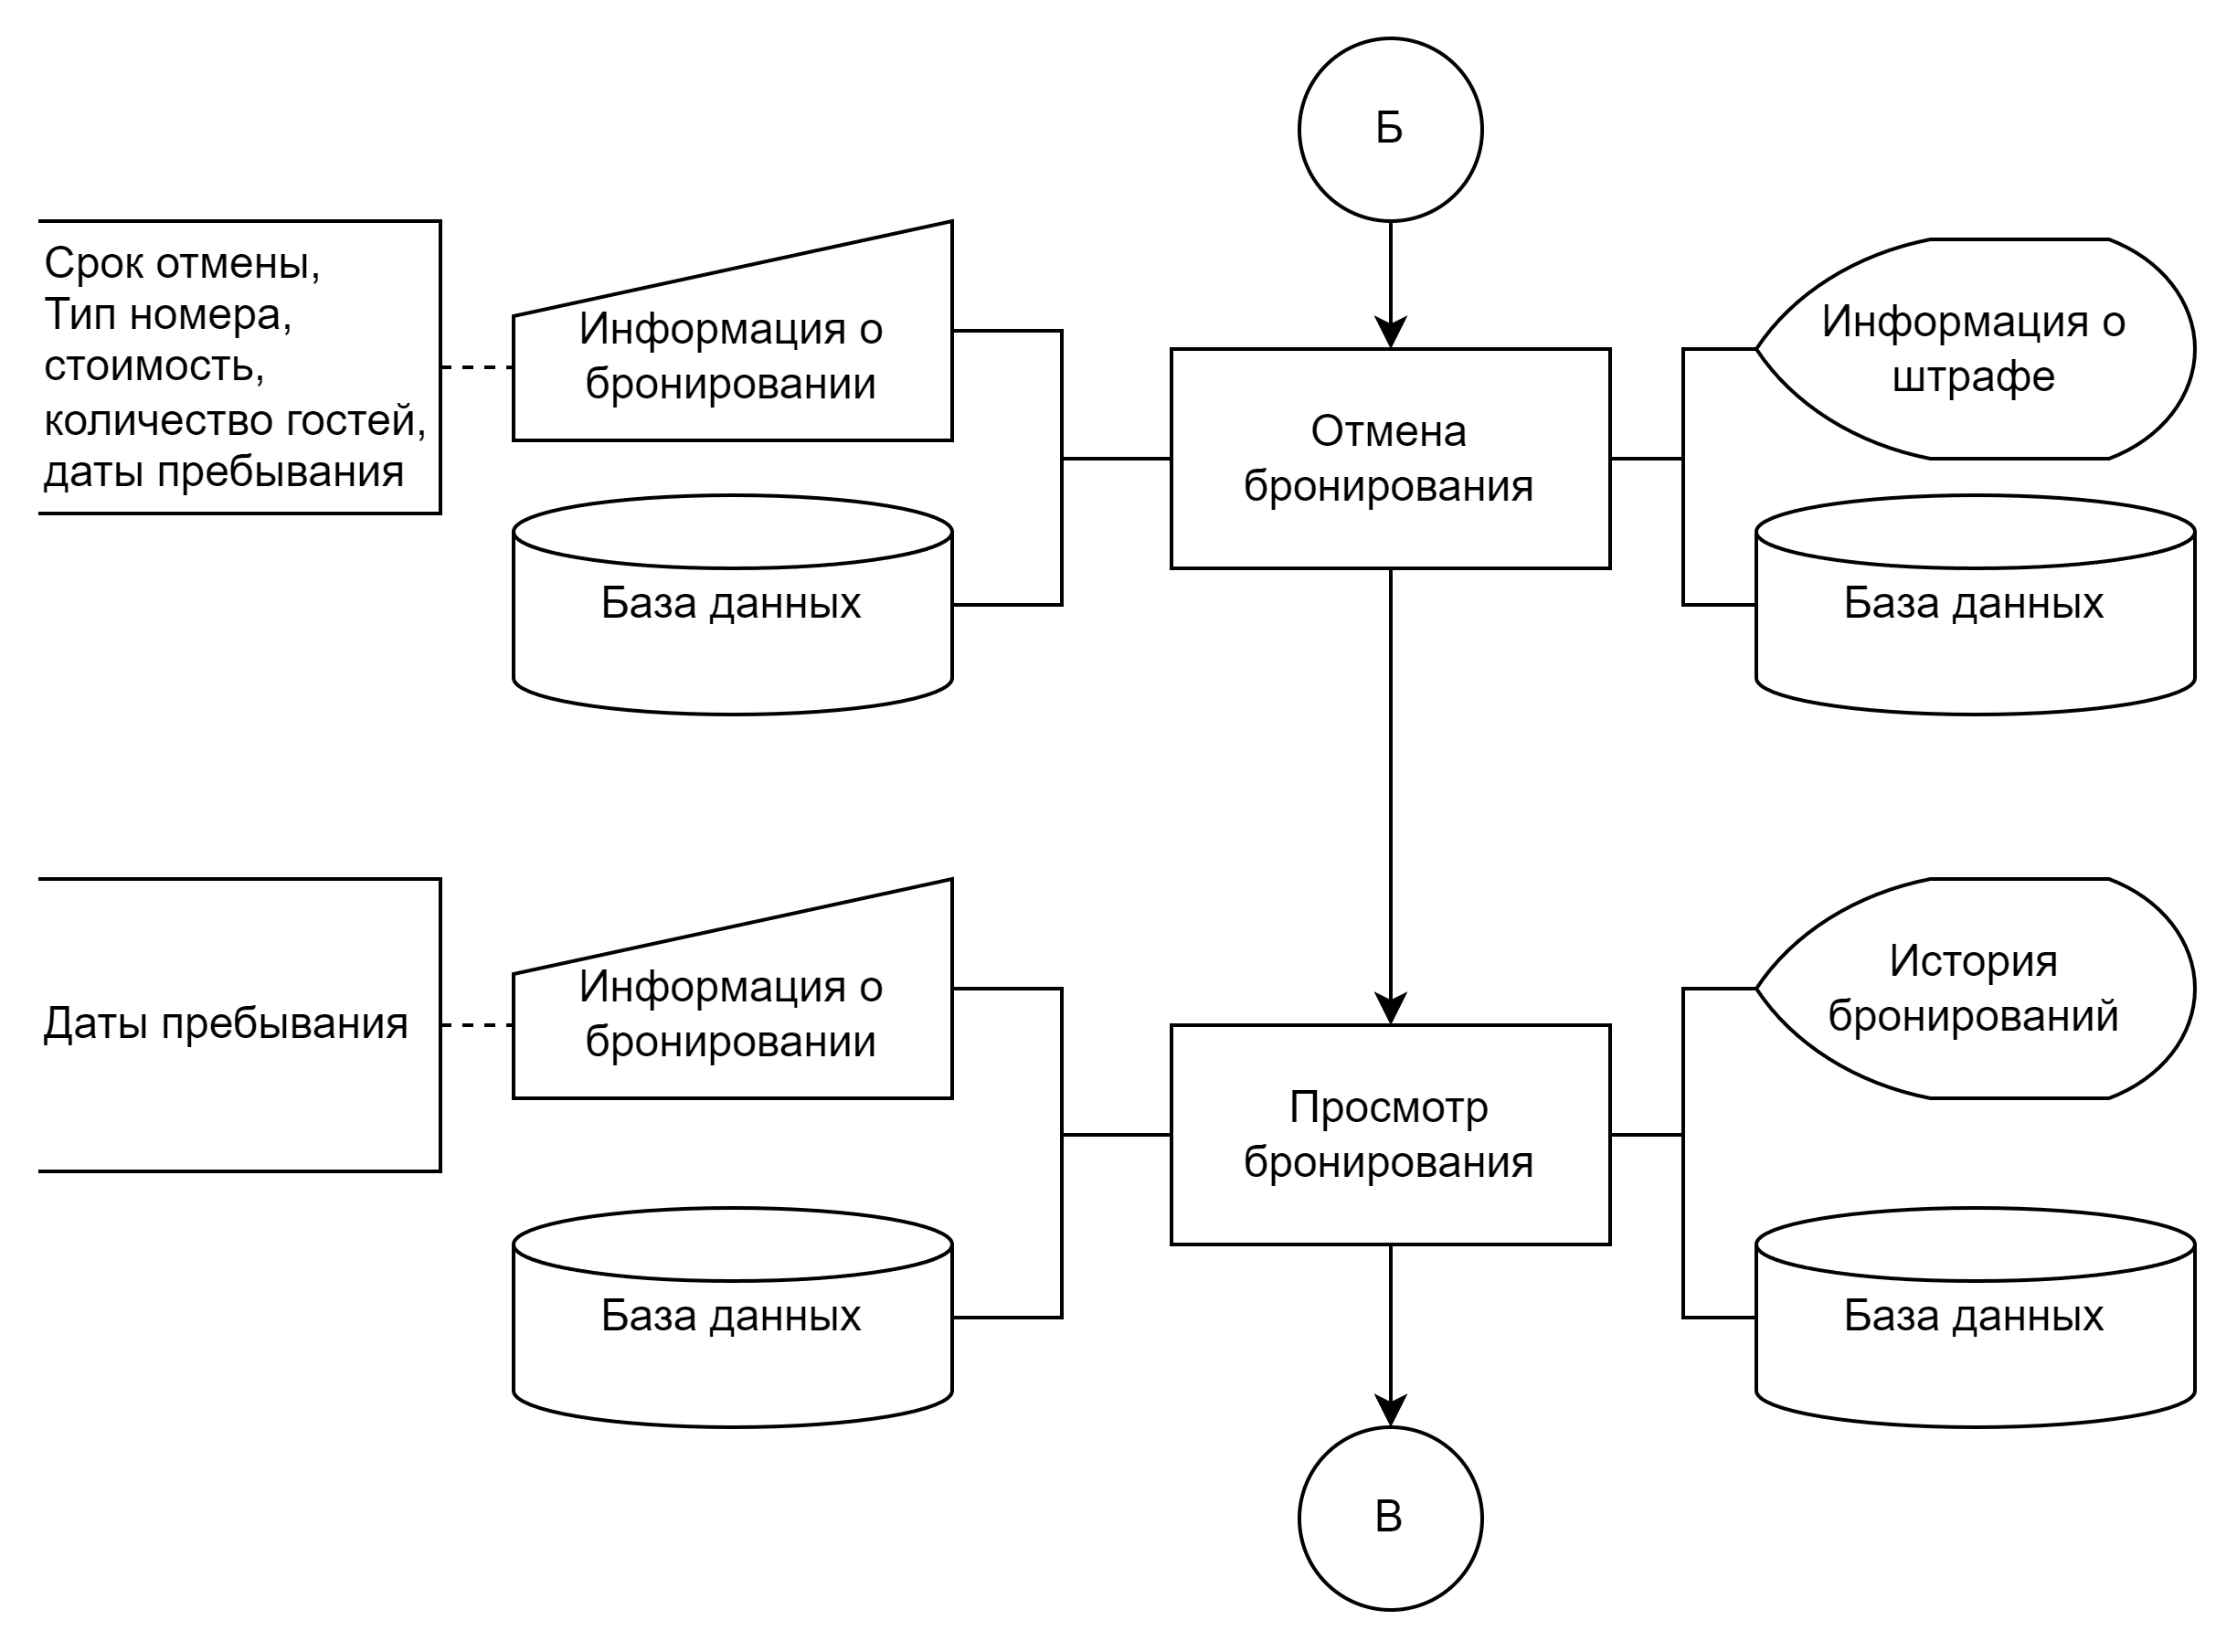 Б
Срок отмены,
Тип номера,
стоимость,
количество гостей,
даты пребывания
Информация о
бронировании
База данных
Отмена
бронирования
Информация о
штрафе
База данных
Даты пребывания
Информация о
бронировании
База данных
Просмотр
бронирования
История
бронирований
База данных
В